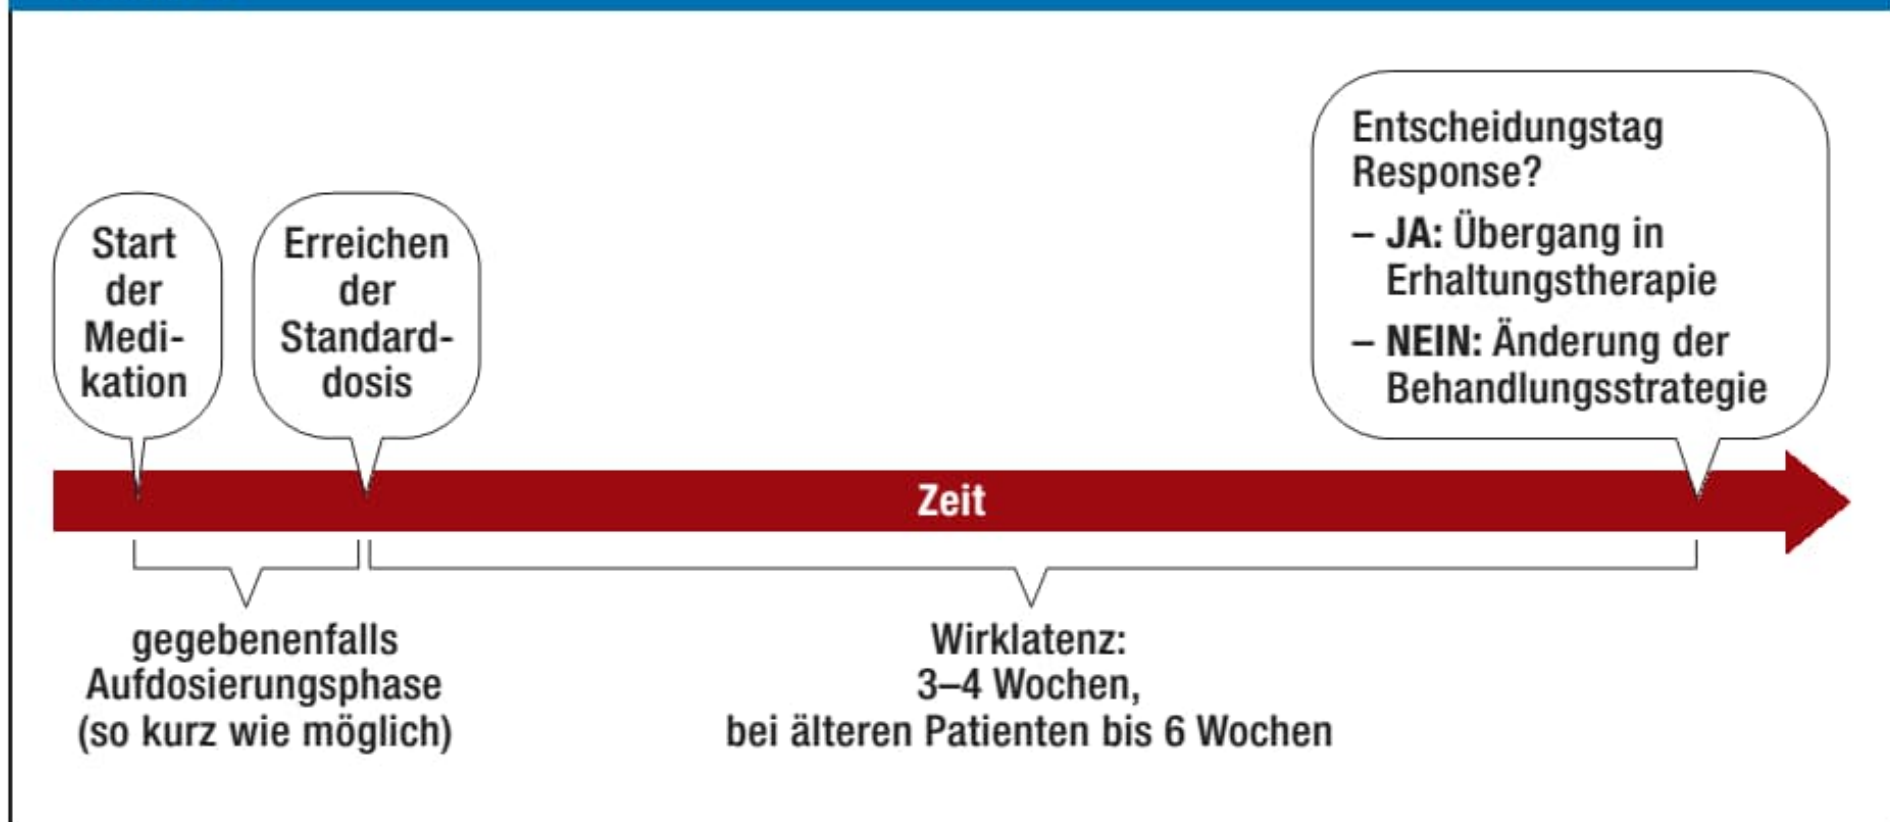 Start
der
Medi-
kation
Erreichen
der
Standard-
dosis
Entscheidungstag
Response?
– JA: Übergang in
Erhaltungstherapie
– NEIN: Änderung der
Behandlungsstrategie
Zeit
gegebenenfalls
Aufdosierungsphase
(so kurz wie möglich)
Wirklatenz:
3–4 Wochen,
bei älteren Patienten bis 6 Wochen